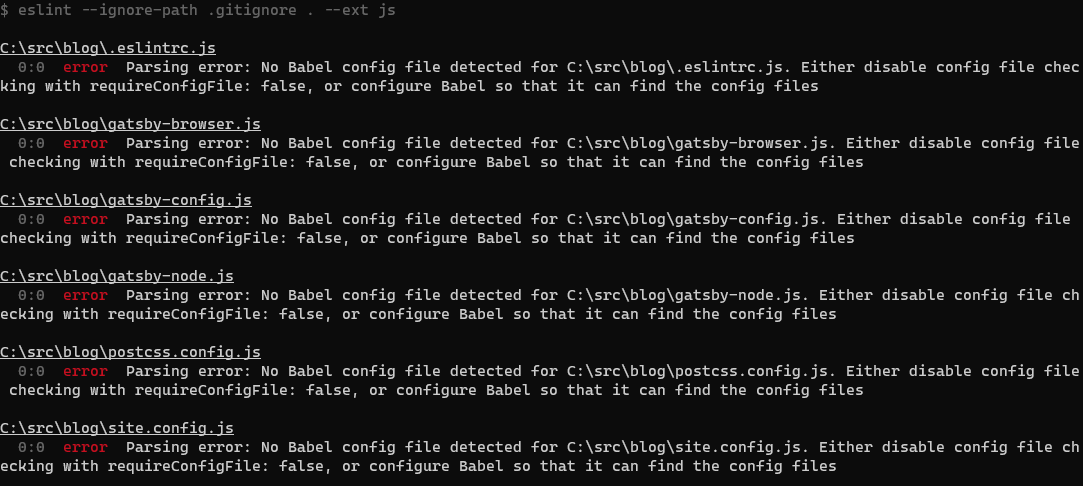 $ eslint --ignore-path .gitignore . --ext js
C:\src\blog\.eslintrc.js
0:0 error Parsing error: No Babel config file detected for C:\src\blog\.eslintrc.js. Either disable config file chec
king with requireConfigFile: false, or configure Babel so that it can find the config files
C:\src\blog\gatsby-browser.js
0:0 error Parsing error: No Babel config file detected for C:\src\blog\gatsby-browser.js. Either disable config file
checking with requireConfigFile: false, or configure Babel so that it can find the config files
C:\src\blog\gatsby-config.js
0:0 error Parsing error: No Babel config file detected for C:\src\blog\gatsby-config.js. Either disable config file
checking with requireConfigFile: false, or configure Babel so that it can find the config files
C:\src\blog\gatsby-node.js
0:0 error Parsing error: No Babel config file detected for C:\src\blog\gatsby-node.js. Either disable config file ch
ecking with requireConfigFile: false, or configure Babel so that it can find the config files
C:\src\blog\postcss.config.js
0:0 error Parsing error: No Babel config file detected for C:\src\blog\postcss.config.js. Either disable config file
checking with requireConfigFile: false, or configure Babel so that it can find the config files
C:\src\blog\site.config.js
0:0 error Parsing error: No Babel config file detected for C:\src\blog\site.config.js. Either disable config file ch
ecking with requireConfigFile: false, or configure Babel so that it can find the config files